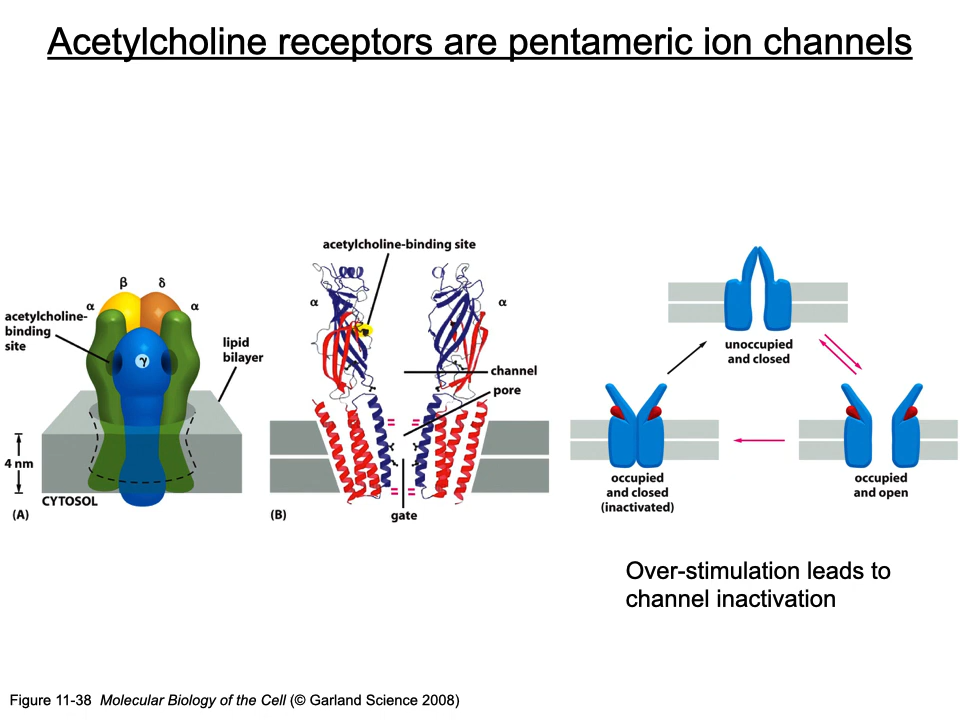 Acetylcholine receptors are pentameric ion channels
β
δ
α
α
acetylcholine-
binding
site
γ
lipid
bilayer
4 nm
CYTOSOL
(A)
acetylcholine-binding site
α
α
channel
pore
gate
(B)
unoccupied
and closed
occupied
and closed
(inactivated)
occupied
and open
Over-stimulation leads to
channel inactivation
Figure 11-38 Molecular Biology of the Cell (© Garland Science 2008)